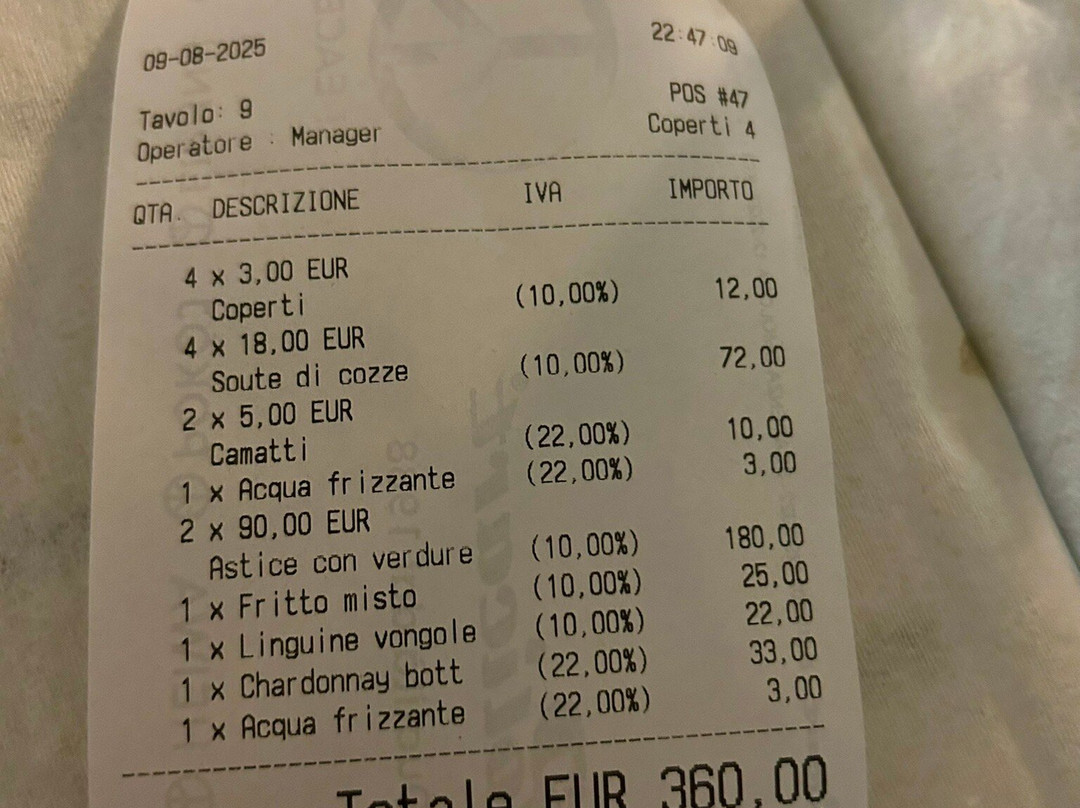 09-08-2025 22:47:09
Tavolo: 9 POS #47
Operatore : Manager Coperti 4
QTA. DESCRIZIONE IVA IMPORTO
4 x 3,00 EUR
Coperti (10,00%) 12,00
4 x 18,00 EUR
Soute di cozze (10,00%) 72,00
2 x 5,00 EUR
Camatti (22,00%) 10,00
1 x Acqua frizzante (22,00%) 3,00
2 x 90,00 EUR
Astice con verdure (10,00%) 180,00
1 x Fritto misto (10,00%) 25,00
1 x Linguine vongole (10,00%) 22,00
1 x Chardonnay bott (22,00%) 33,00
1 x Acqua frizzante (22,00%) 3,00
Totale EUR 360,00